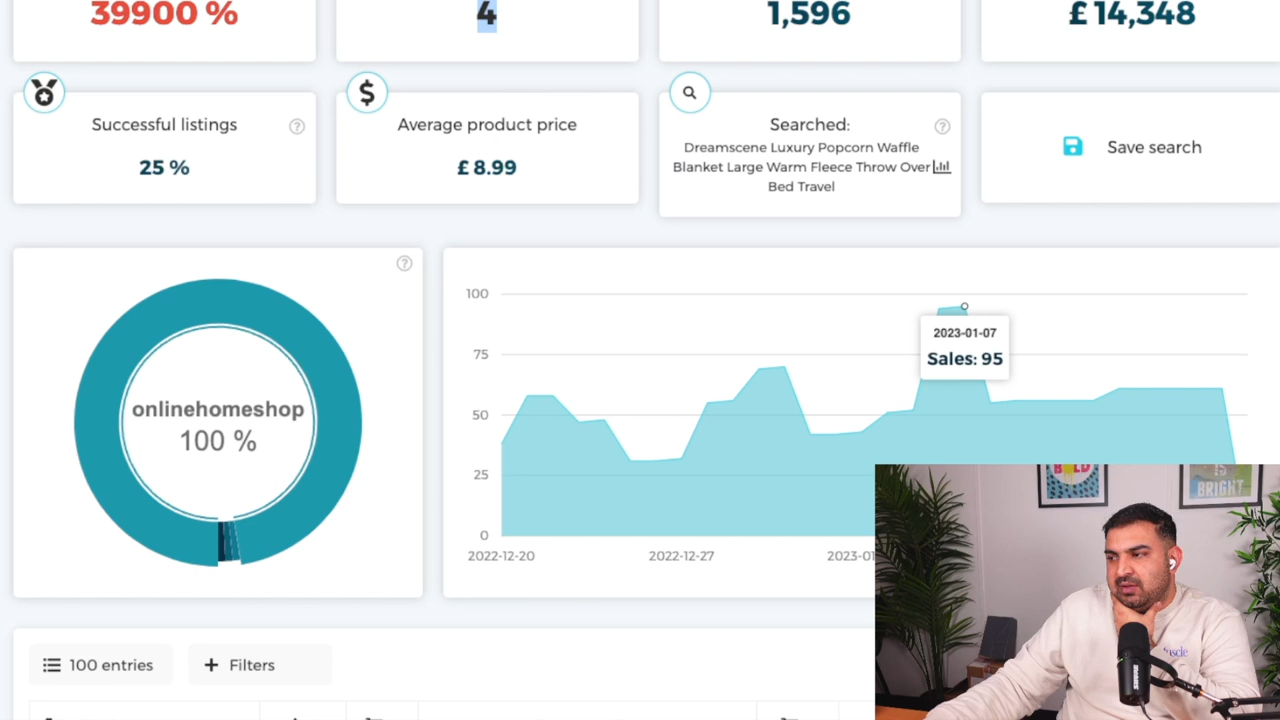 39900 %
4
1,596
£ 14,348
Successful listings
25 %
Average product price
£ 8.99
Searched:
Dreamscene Luxury Popcorn Waffle
Blanket Large Warm Fleece Throw Over
Bed Travel
Save search
onlinehomeshop
100 %
100
75
50
25
0
2023-01-07
Sales: 95
2022-12-20
2022-12-27
2023-01
100 entries
Filters
BOLD
IS
BRIGHT